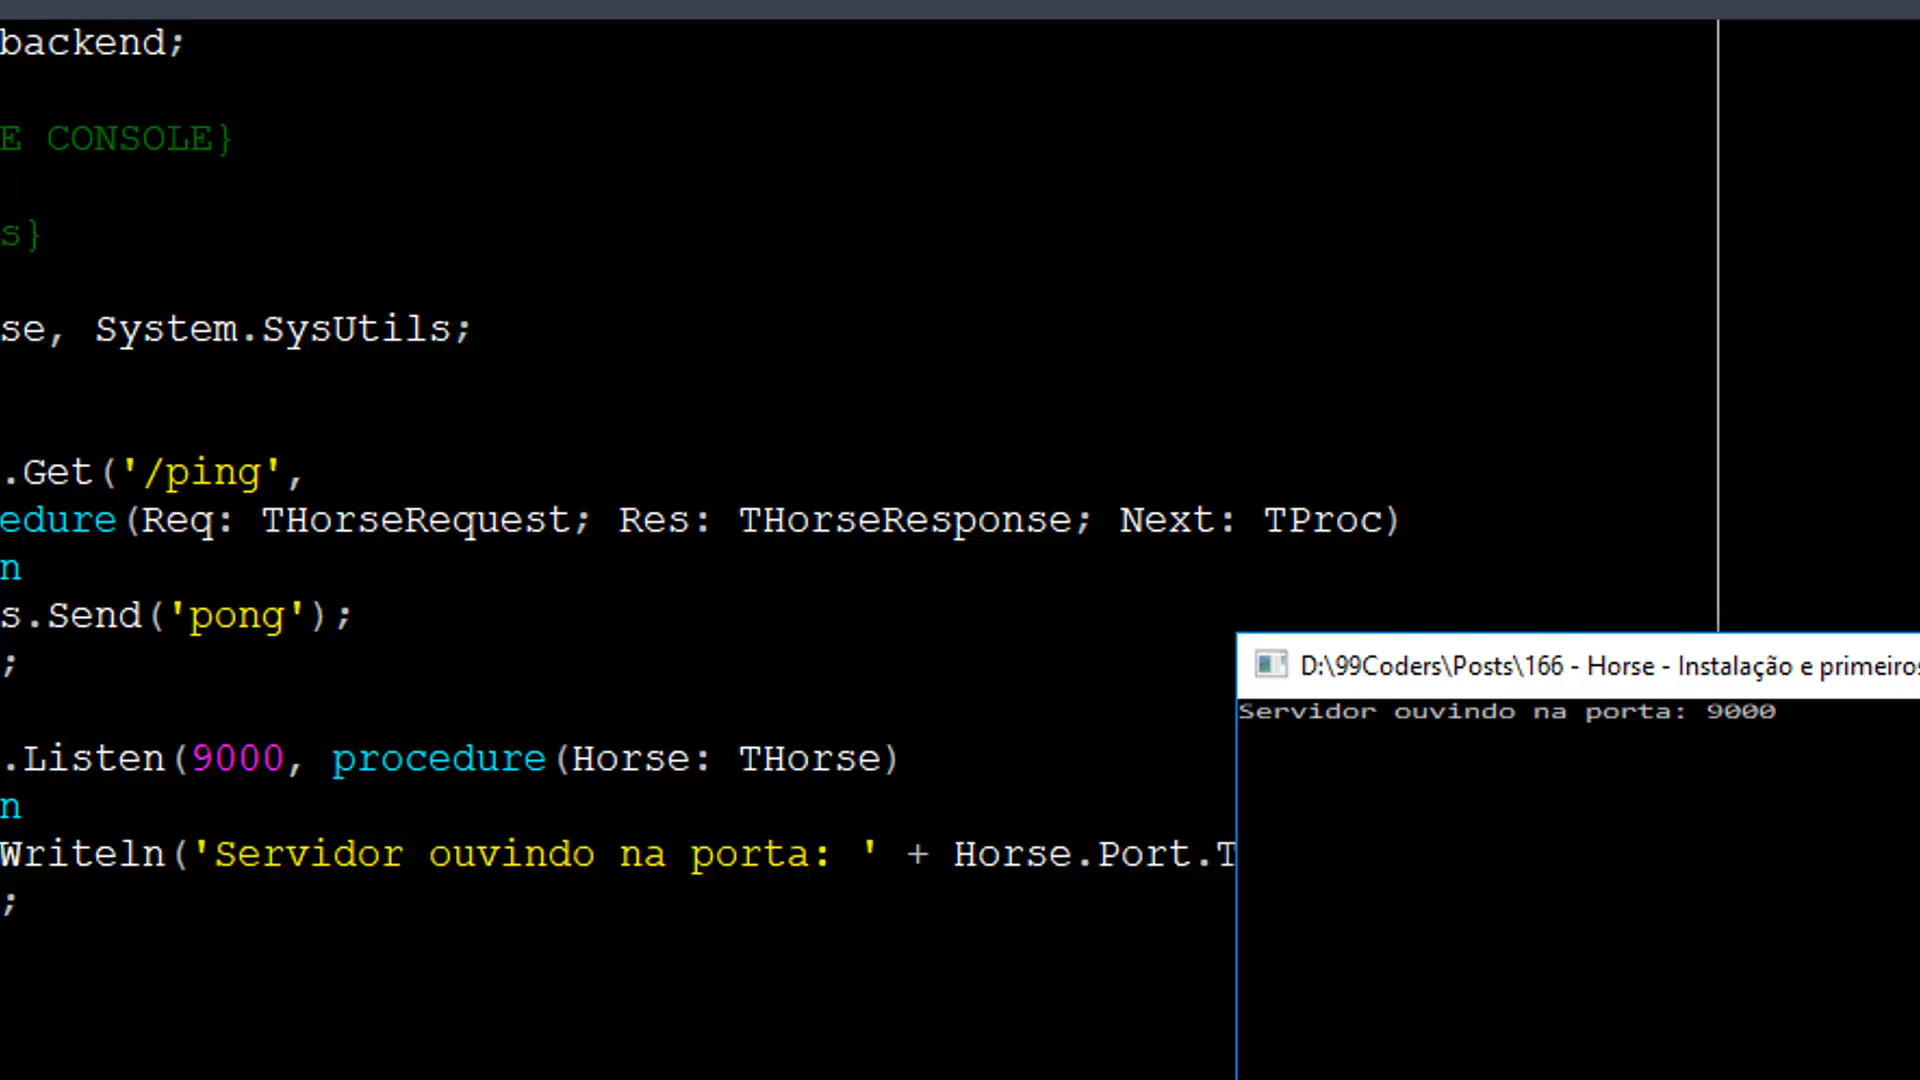 backend;
E CONSOLE}
s}
se, System.SysUtils;
.Get('/ping',
edure(Req: THorseRequest; Res: THorseResponse; Next: TProc)
n
s.Send('pong');
;
.Listen(9000, procedure(Horse: THorse)
n
Writeln('Servidor ouvindo na porta: ' + Horse.Port.T
;
D:\99Coders\Posts\166 - Horse - Instalação e primeiros
Servidor ouvindo na porta: 9000